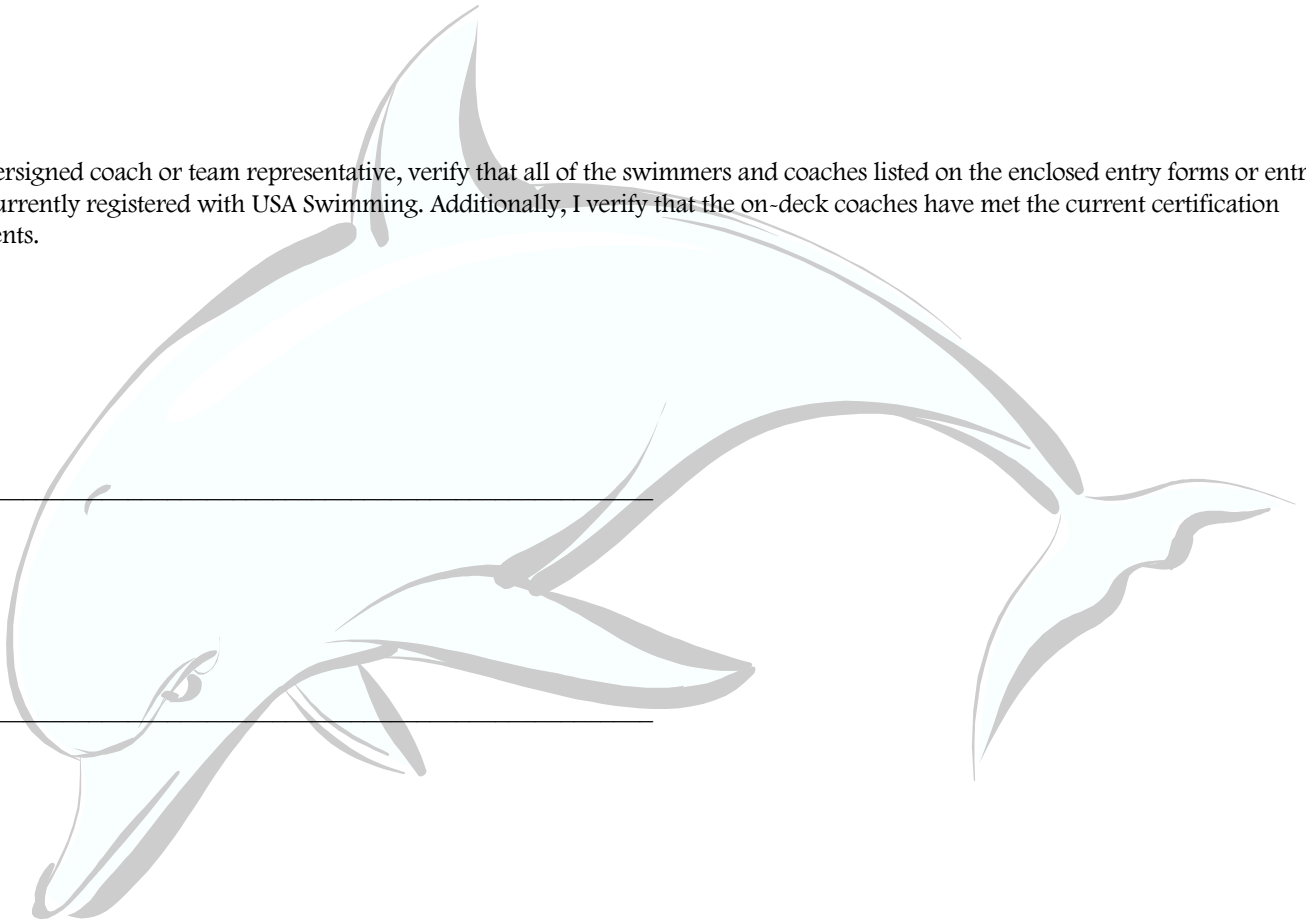 ersigned coach or team representative, verify that all of the swimmers and coaches listed on the enclosed entry forms or entr
urrently registered with USA Swimming. Additionally, I verify that the on-deck coaches have met the current certification
ents.